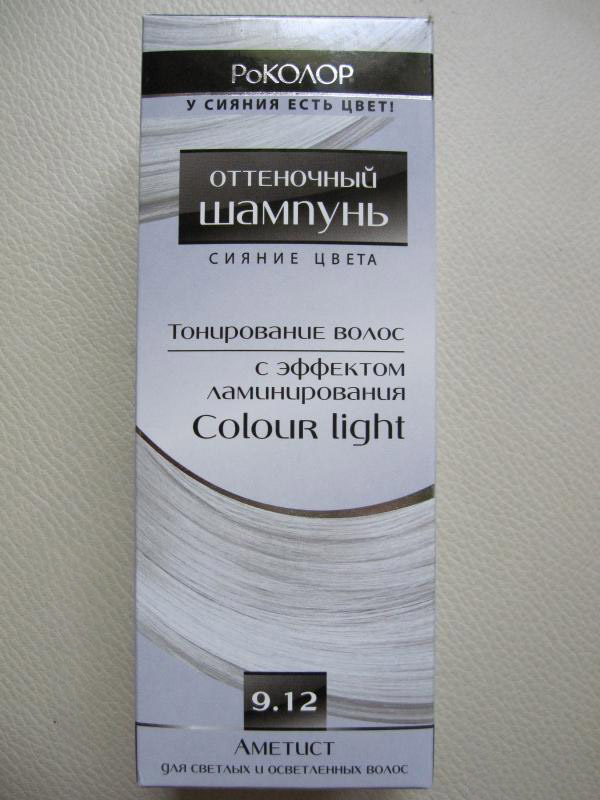 РоКОЛОР
У СИЯНИЯ ЕСТЬ ЦВЕТ!
ОТТЕНОЧНЫЙ
ШАМПУНЬ
СИЯНИЕ ЦВЕТА
Тонирование волос
с эффектом
ламинирования
Colour light
9.12
Аметист
для светлых и осветленных волос